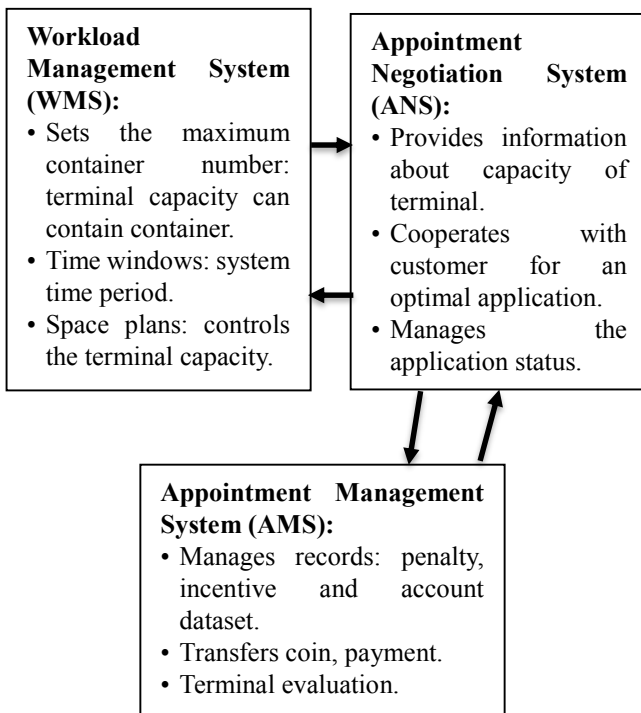 Workload
Management System
(WMS):
• Sets the maximum
container number:
terminal capacity can
contain container.
• Time windows: system
time period.
• Space plans: controls
the terminal capacity.
Appointment
Negotiation System
(ANS):
• Provides information
about capacity of
terminal.
• Cooperates with
customer for an
optimal application.
• Manages the
application status.
Appointment Management
System (AMS):
• Manages records: penalty,
incentive and account
dataset.
• Transfers coin, payment.
• Terminal evaluation.